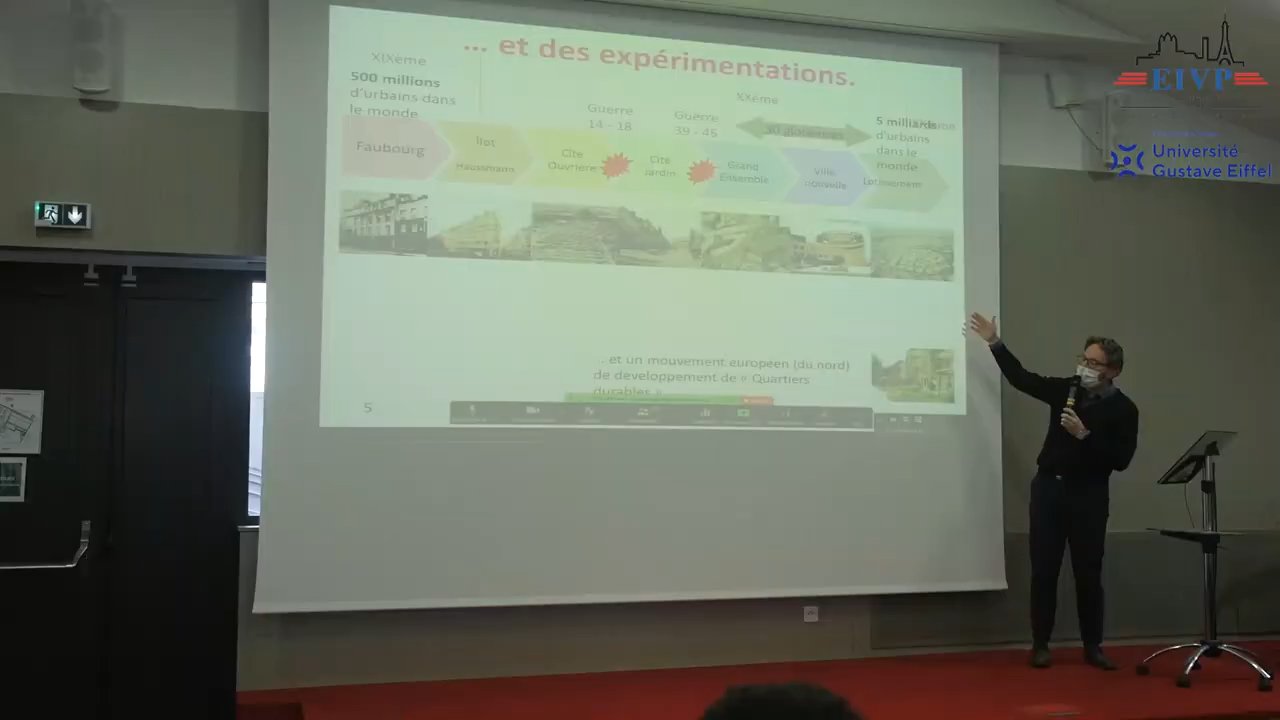 ... et des expérimentations.
XIXème
500 millions
d'urbains dans
le monde
Guerre
14 - 18
Guerre
39 - 45
XXème
30 glorieuses
5 milliards
d'urbains
dans le
monde
Faubourg
Îlot
Haussmann
Cité
Ouvrière
Cité
Jardin
Grand
Ensemble
Ville
nouvelle
Lotissement
... et un mouvement européen (du nord)
de développement de « Quartiers
durables »
5
EIVP
Université
Gustave Eiffel